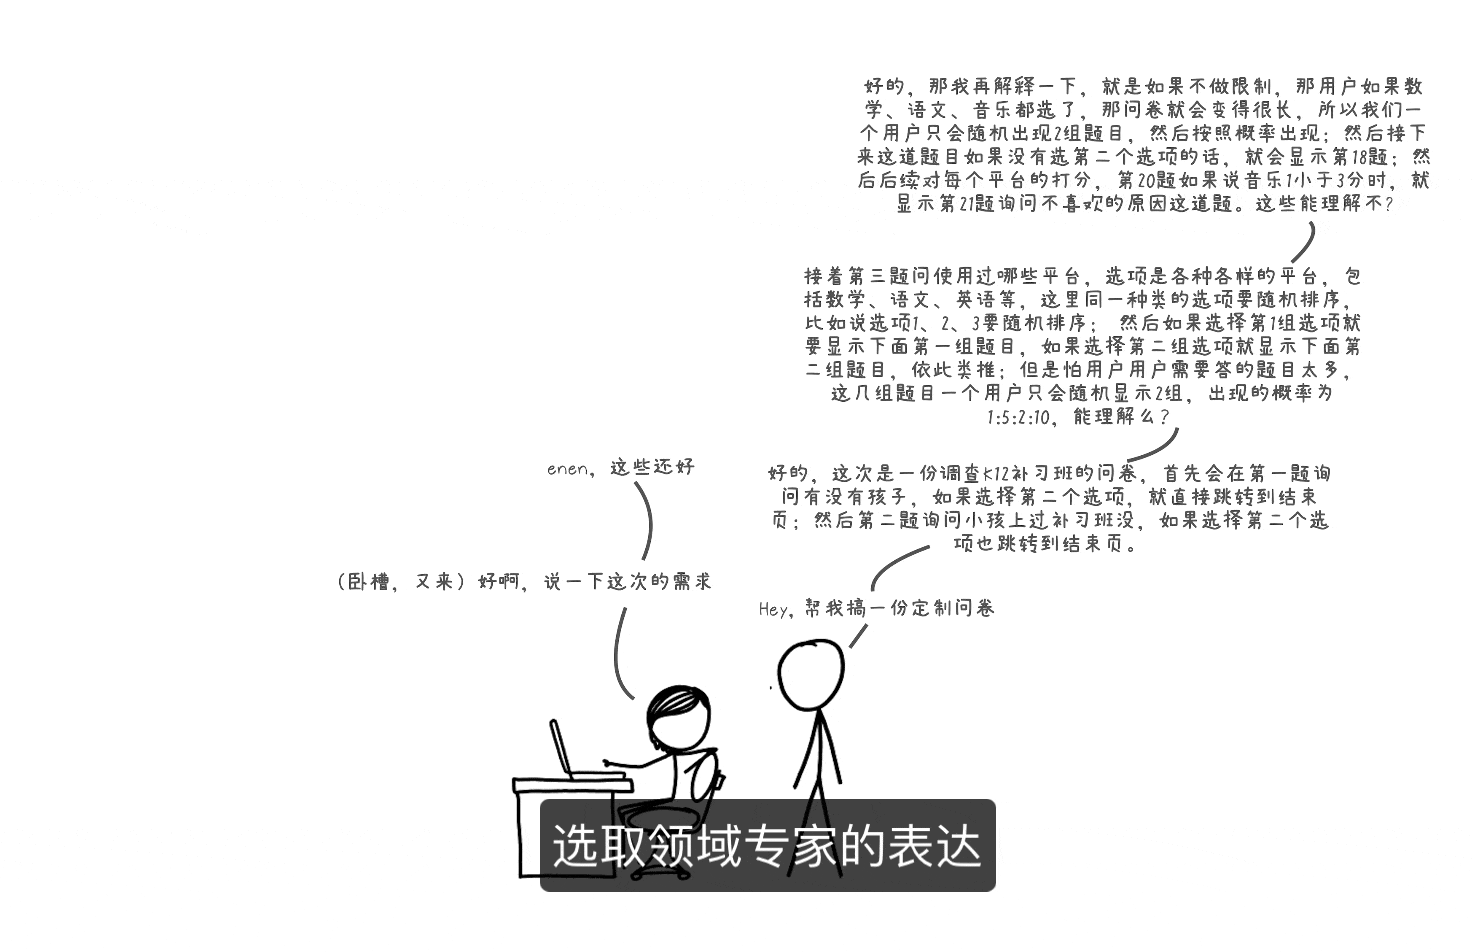 好的，那我再解释一下，就是如果不做限制，那用户如果数
学、语文、音乐都选了，那问卷就会变得很长，所以我们一
个用户只会随机出现2组题目，然后按照概率出现；然后接下
来这道题目如果没有选第二个选项的话，就会显示第18题；然
后后续对每个平台的打分，第20题如果说音乐1小于3分时，就
显示第21题询问不喜欢的原因这道题。这些能理解不？
接着第三题问使用过哪些平台，选项是各种各样的平台，包
括数学、语文、英语等，这里同一种类的选项要随机排序，
比如说选项1、2、3要随机排序； 然后如果选择第1组选项就
要显示下面第一组题目，如果选择第二组选项就显示下面第
二组题目，依此类推；但是怕用户用户需要答的题目太多，
这几组题目一个用户只会随机显示2组，出现的概率为
1:5:2:10，能理解么？
enen，这些还好
好的，这次是一份调查K12补习班的问卷，首先会在第一题询
问有没有孩子，如果选择第二个选项，就直接跳转到结束
页；然后第二题询问小孩上过补习班没，如果选择第二个选
项也跳转到结束页。
（卧槽，又来）好啊，说一下这次的需求
Hey，帮我搞一份定制问卷
选取领域专家的表达